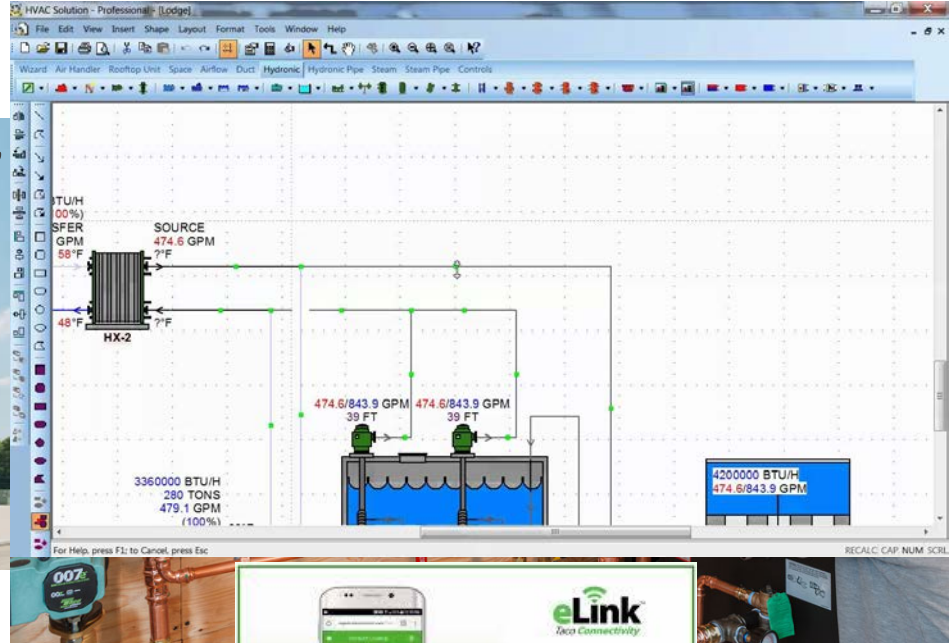 HVAC Solution - Professional - [Lodge]
File Edit View Insert Shape Layout Format Tools Window Help
Wizard Air Handler Rooftop Unit Space Airflow Duct Hydronic Hydronic Pipe Steam Steam Pipe Controls
BTU/H
00%)
SFER
GPM
58°F
SOURCE
474.6 GPM
?°F
48°F
?°F
HX-2
474.6/843.9 GPM 474.6/843.9 GPM
39 FT 39 FT
3360000 BTU/H
280 TONS
479.1 GPM
(100%)
4200000 BTU/H
474.6/843.9 GPM
For Help, press F1; to Cancel, press Esc
RECALC CAP NUM SCRL
007e
eLink
Taco Connectivity